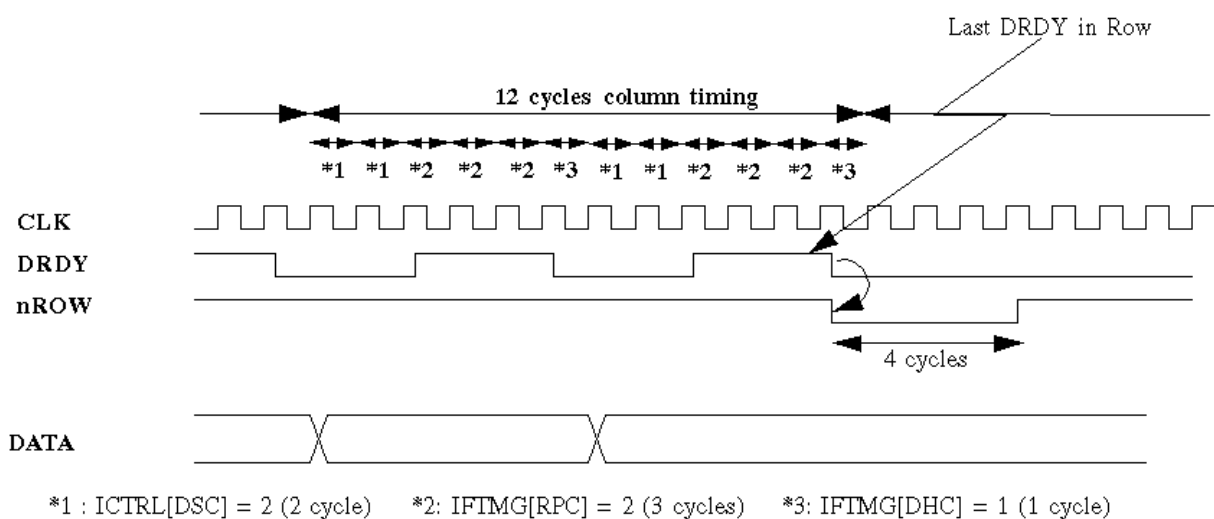 Last DRDY in Row
12 cycles column timing
*1 *1 *2 *2 *2 *3 *1 *1 *2 *2 *2 *3
CLK
DRDY
nROW
4 cycles
DATA
*1 : ICTRL[DSC] = 2 (2 cycle) *2: IFTMG[RPC] = 2 (3 cycles) *3: IFTMG[DHC] = 1 (1 cycle)